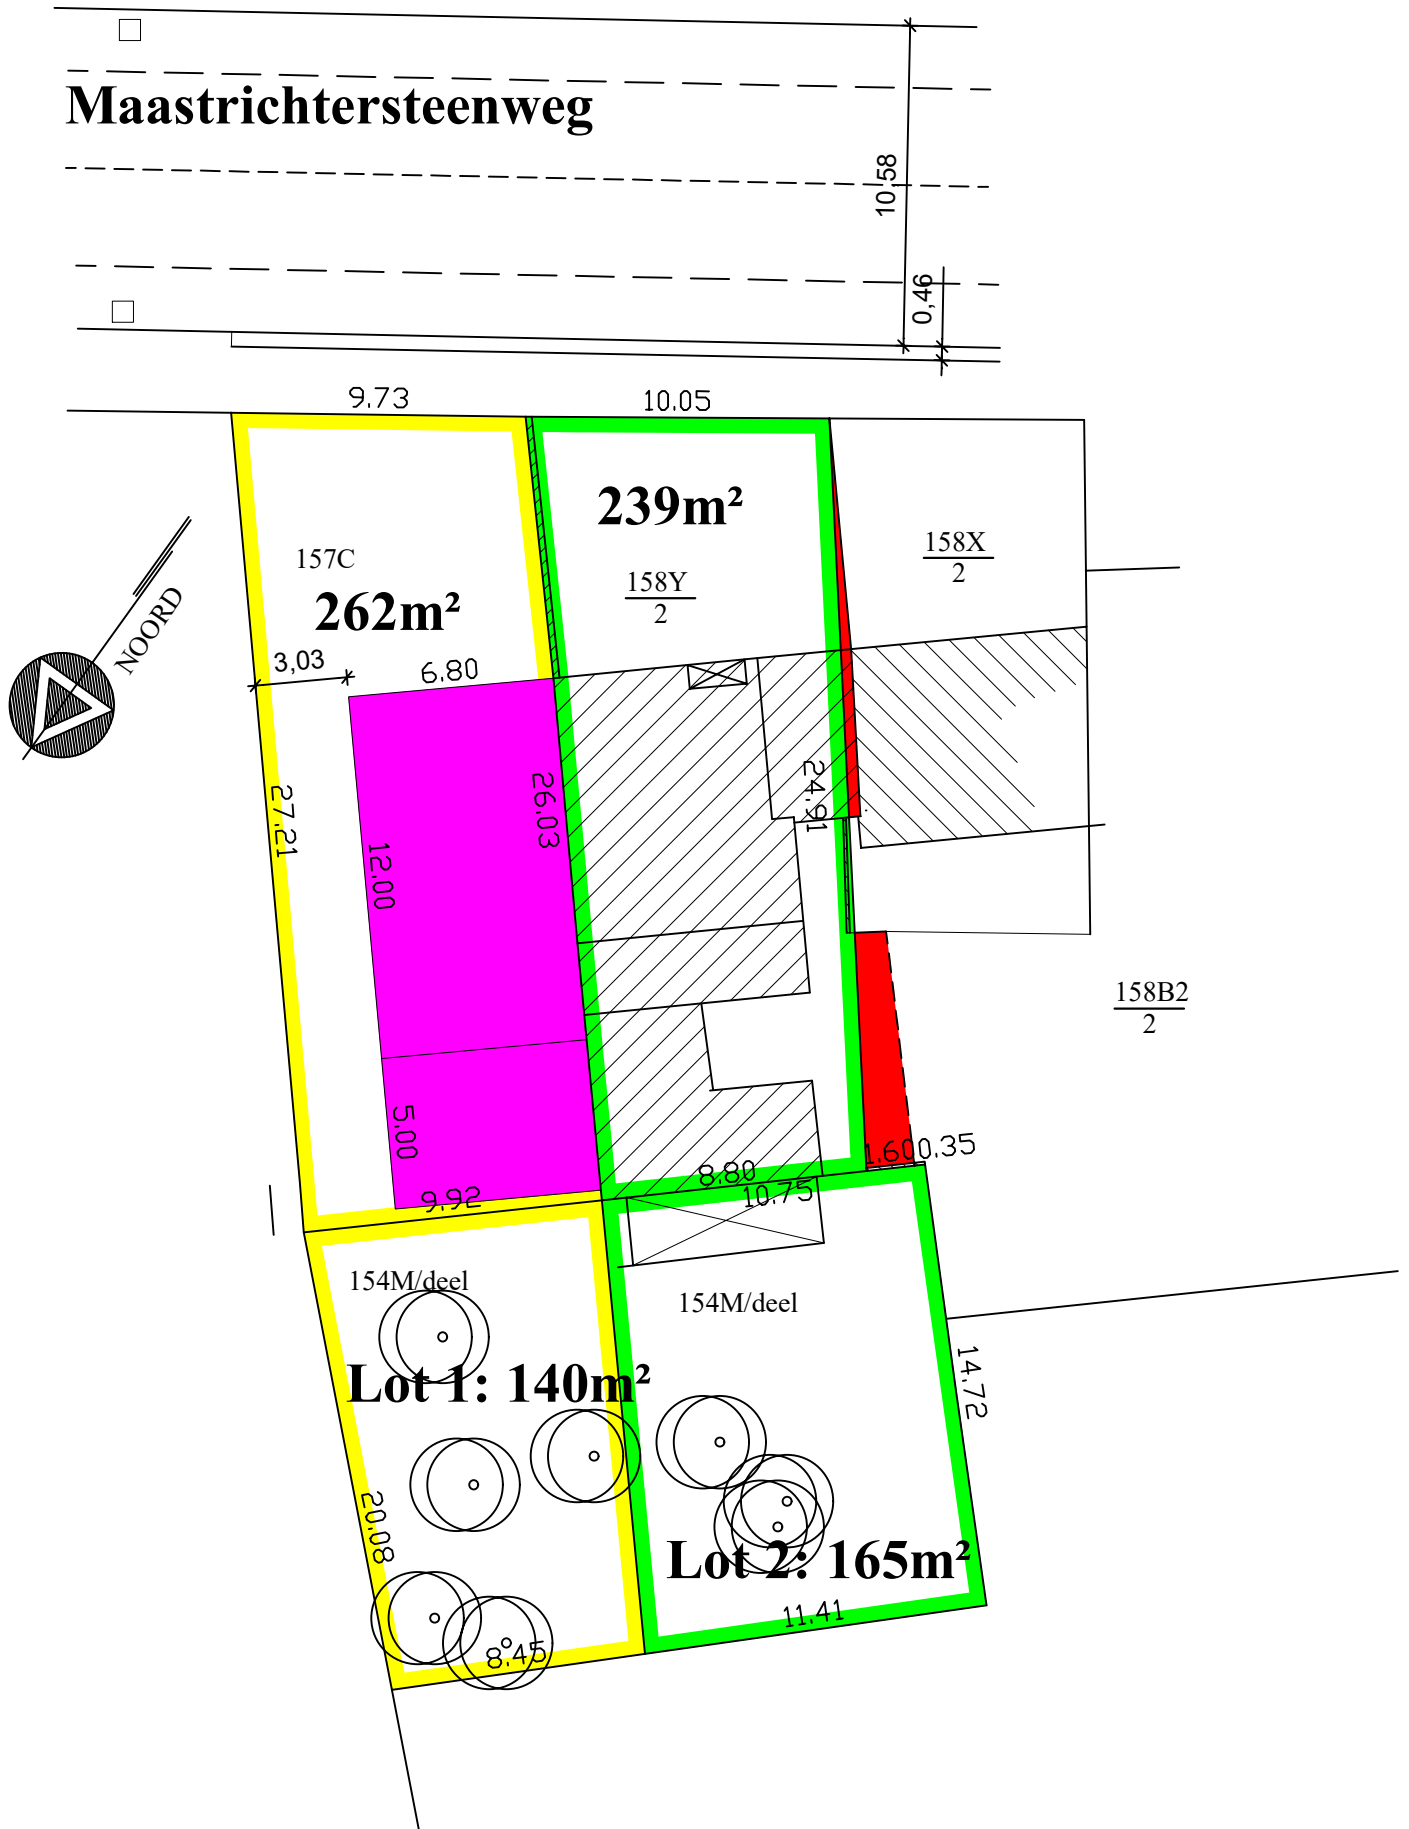 Maastrichtersteenweg
10,58
0,46
9.73
10.05
239m²
158X
2
157C
158Y
2
262m²
NOORD
3,03
6.80
27.21
26.03
24.91
12.00
158B2
2
5.00
1.60
0.35
8.80
9.92
10.75
154M/deel
154M/deel
Lot 1: 140m²
14.72
20.08
Lot 2: 165m²
11.41
8.45